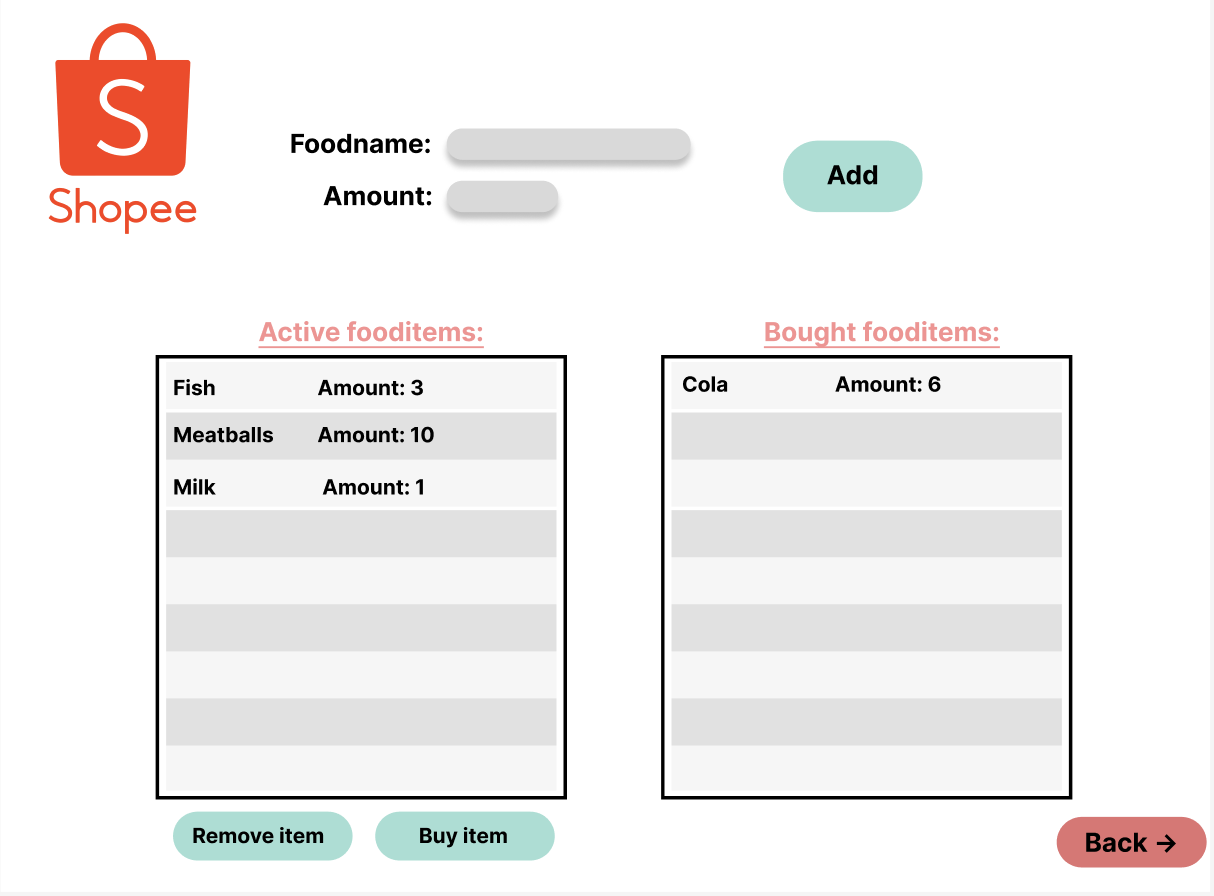 S
Shopee
Foodname:
Amount:
Add
Active fooditems:
Fish Amount: 3
Meatballs Amount: 10
Milk Amount: 1
Remove item
Buy item
Bought fooditems:
Cola Amount: 6
Back →